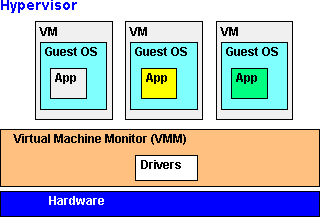 Hypervisor
VM
Guest OS
App
VM
Guest OS
App
VM
Guest OS
App
Virtual Machine Monitor (VMM)
Drivers
Hardware